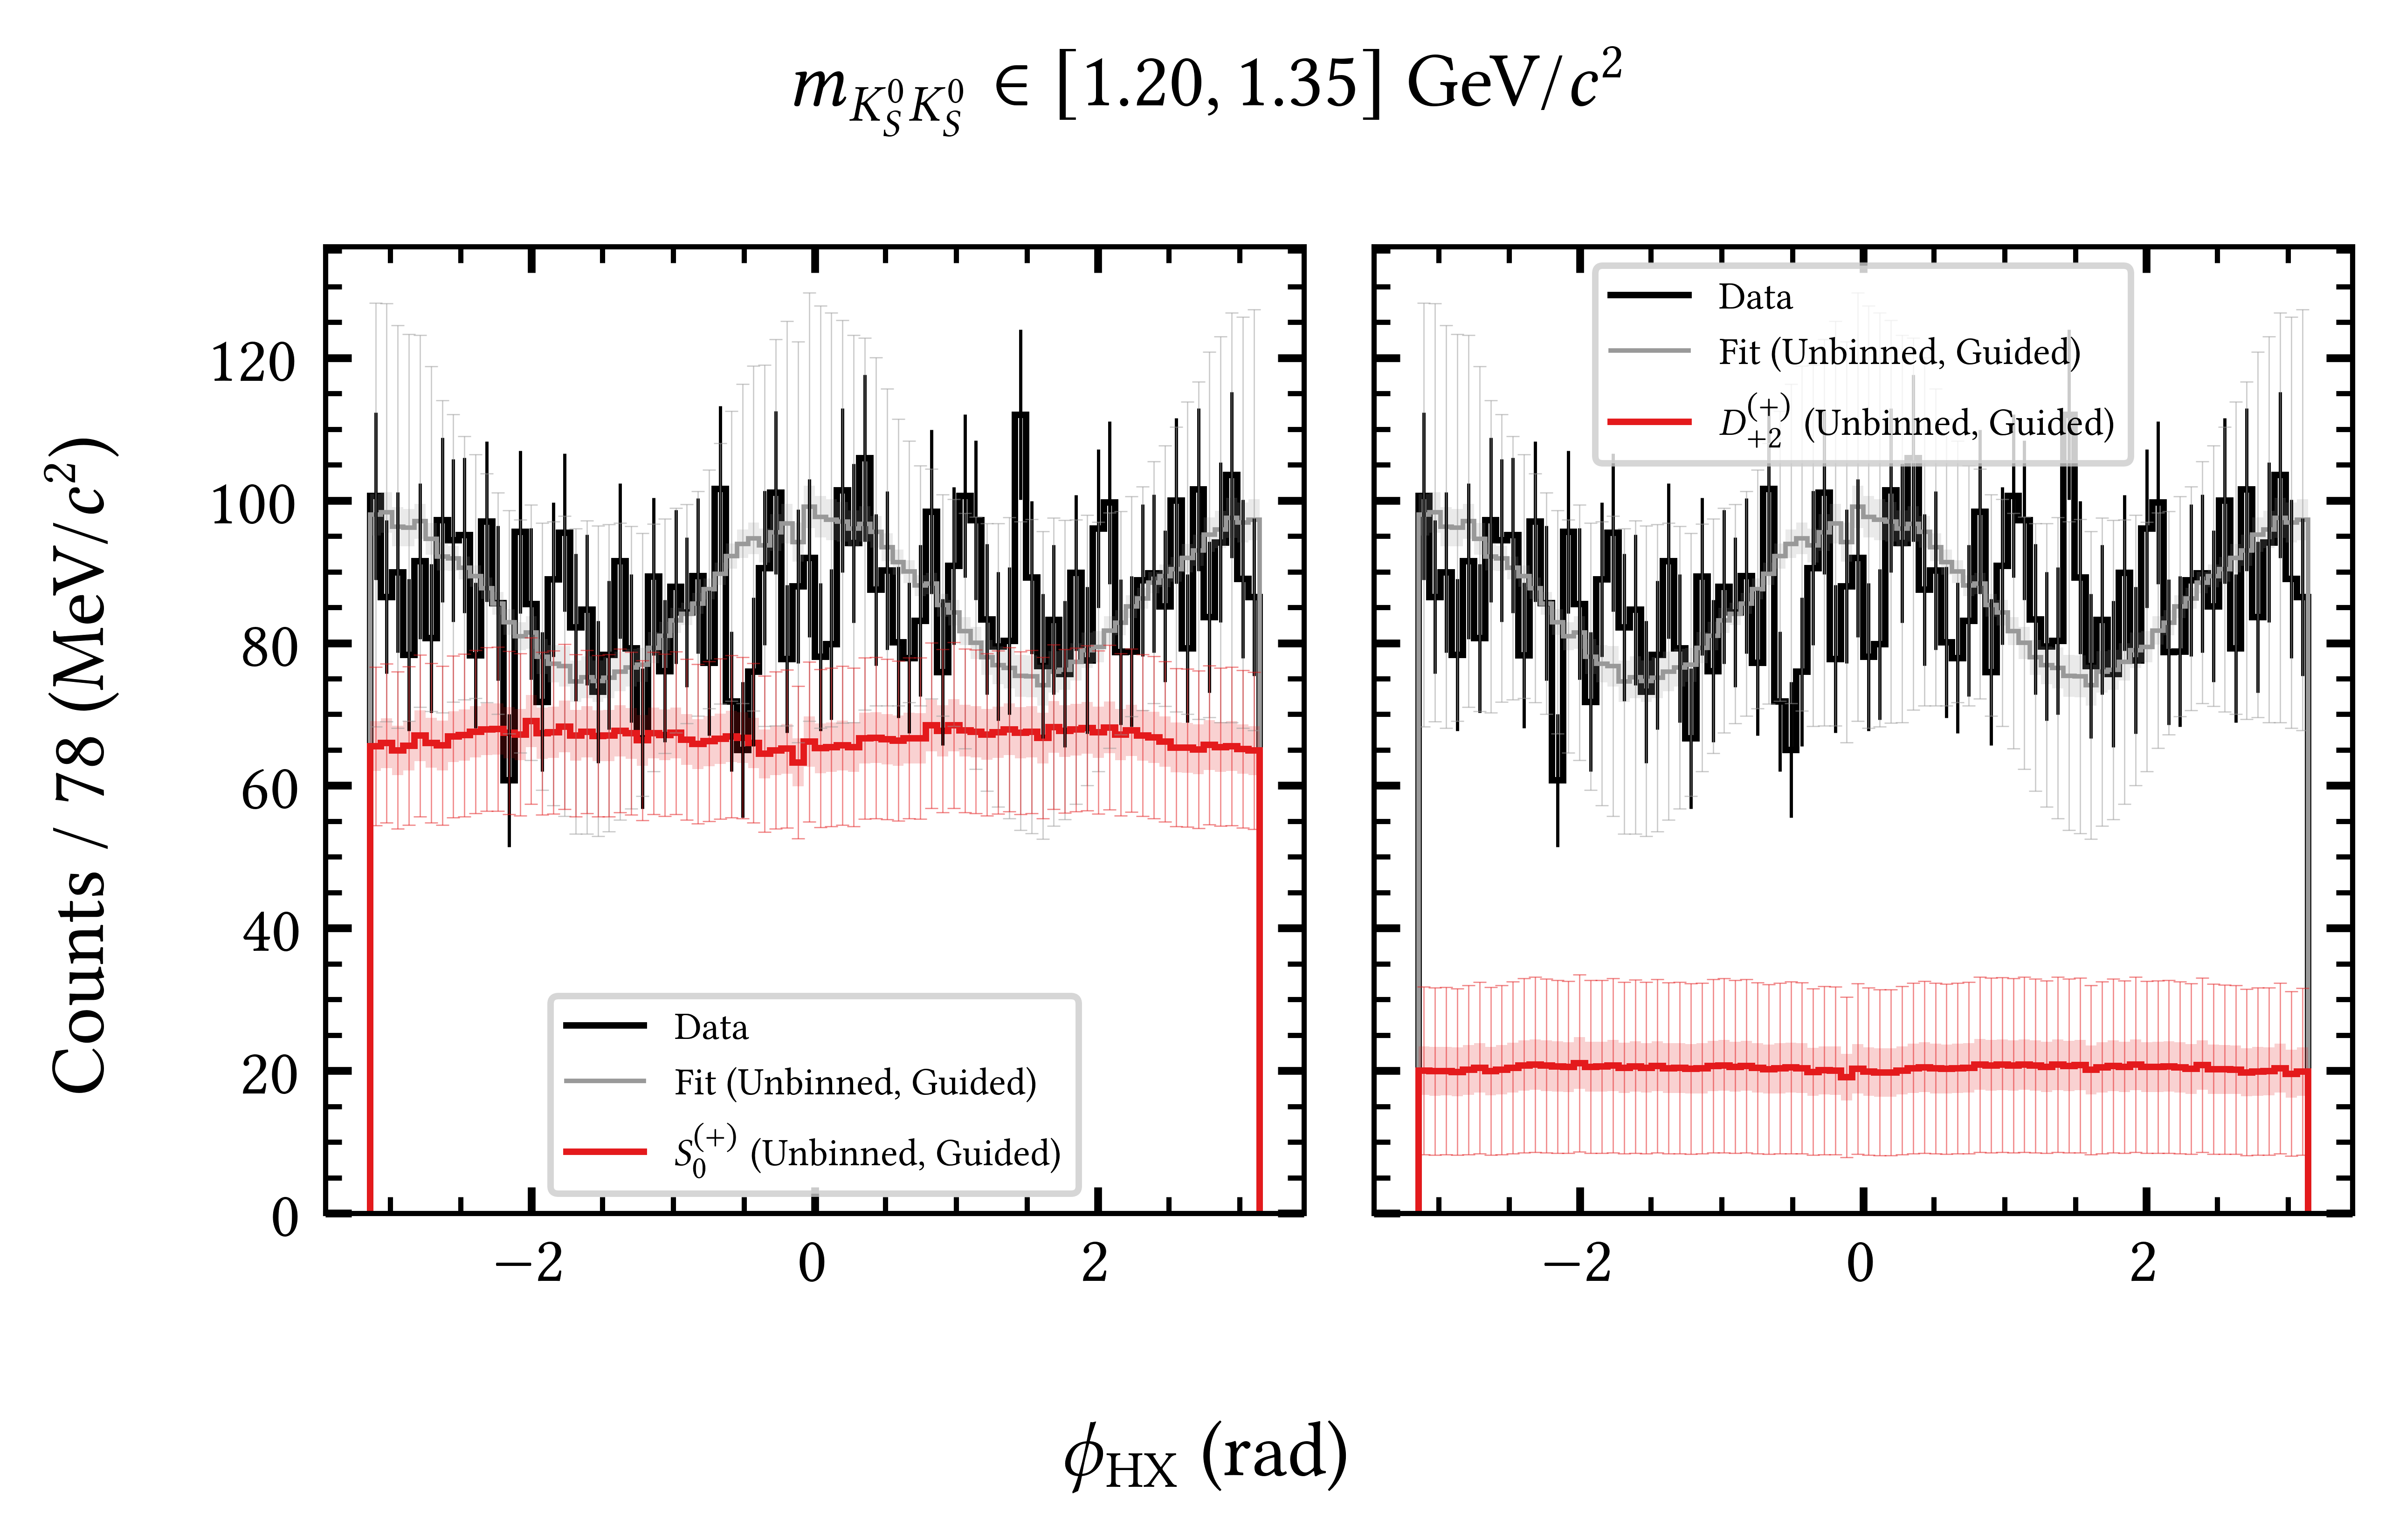 m_{K_S^0 K_S^0} ∈ [1.20, 1.35] GeV/c²
Counts / 78 (MeV/c²)
120
100
80
60
40
20
0
Data
Fit (Unbinned, Guided)
S_0^{(+)} (Unbinned, Guided)
−2 0 2
Data
Fit (Unbinned, Guided)
D_{+2}^{(+)} (Unbinned, Guided)
−2 0 2
ϕ_{HX} (rad)